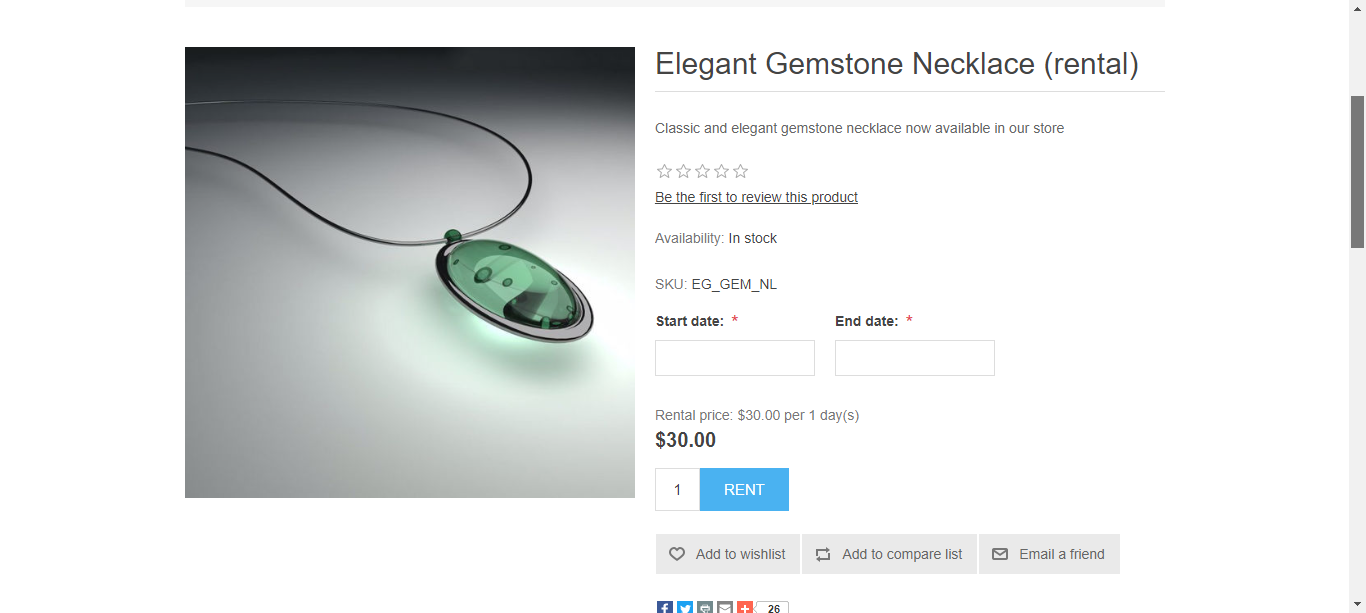 Elegant Gemstone Necklace (rental)
Classic and elegant gemstone necklace now available in our store
Be the first to review this product
Availability: In stock
SKU: EG_GEM_NL
Start date: * End date: *
Rental price: $30.00 per 1 day(s)
$30.00
1 RENT
Add to wishlist Add to compare list Email a friend
26